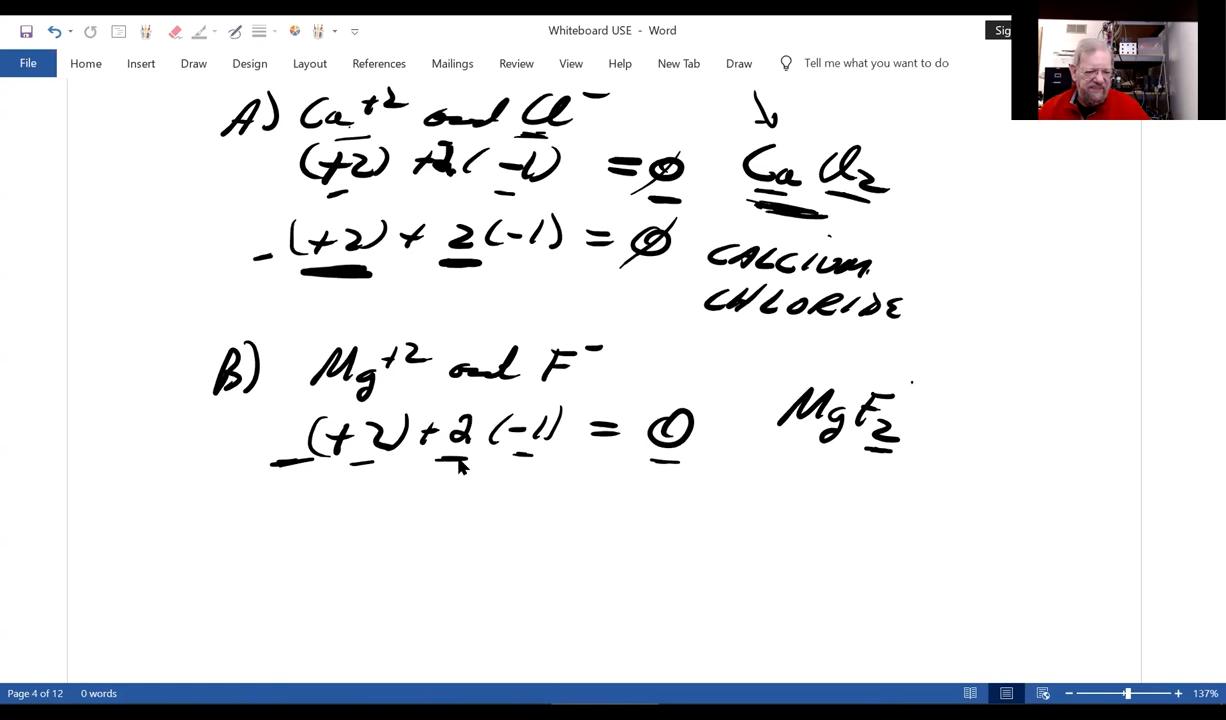 Whiteboard USE - Word
Sig
File Home Insert Draw Design Layout References Mailings Review View Help New Tab Draw Tell me what you want to do
A) Ca+2 and Cl-
(+2) +2(-1) = 0 CaCl2
(+2) + 2(-1) = 0
CALCIUM
CHLORIDE
B) Mg+2 and F-
(+2) + 2(-1) = 0 MgF2
Page 4 of 12 0 words 137%